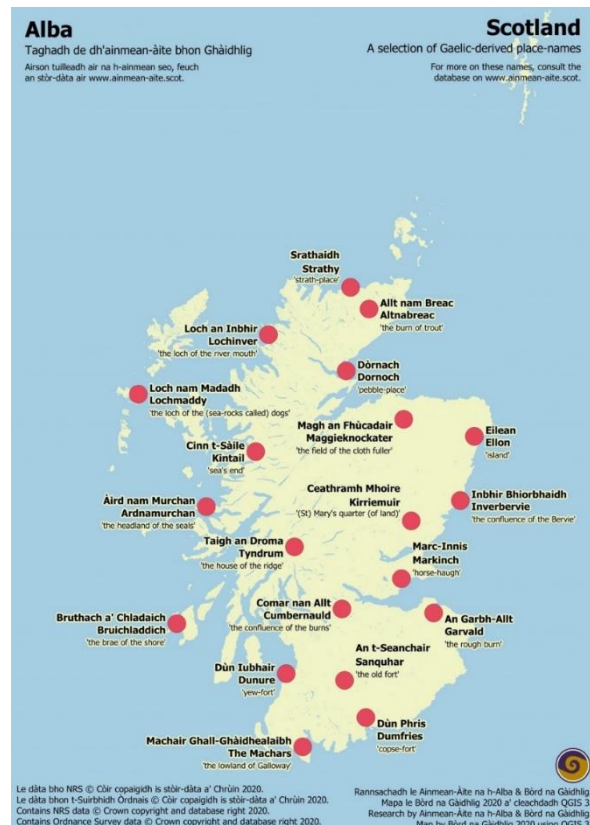 Alba
Taghadh de dh'ainmean-àite bhon Ghàidhlig
Airson tuilleadh air na h-ainmean seo, feuch
an stòr-dàta air www.ainmean-aite.scot.
Scotland
A selection of Gaelic-derived place-names
For more on these names, consult the
database on www.ainmean-aite.scot.
Srathaidh
Strathy
'strath-place'
Allt nam Breac
Altnabreac
'the burn of trout'
Loch an Inbhir
Lochinver
'the loch of the river mouth'
Dòrnach
Dornoch
'pebble-place'
Loch nam Madadh
Lochmaddy
'the loch of the (sea-rocks called) dogs'
Magh an Fhùcadair
Maggieknockater
'the field of the cloth fuller'
Eilean
Ellon
'island'
Cinn t-Sàile
Kintail
'sea's end'
Ceathramh Mhoire
Kirriemuir
'(St) Mary's quarter (of land)'
Inbhir Bhiorbhaidh
Inverbervie
'the confluence of the Bervie'
Àird nam Murchan
Ardnamurchan
'the headland of the seals'
Taigh an Droma
Tyndrum
'the house of the ridge'
Marc-Innis
Markinch
'horse-haugh'
Comar nan Allt
Cumbernauld
'the confluence of the burns'
Bruthach a' Chladaich
Bruichladdich
'the brae of the shore'
An Garbh-Allt
Garvald
'the rough burn'
An t-Seanchair
Sanquhar
'the old fort'
Dùn Iubhair
Dunure
'yew-fort'
Dùn Phris
Dumfries
'copse-fort'
Machair Ghall-Ghàidhealaibh
The Machars
'the lowland of Galloway'
Le dàta bho NRS © Còir copaigidh is stòir-dàta a' Chrùin 2020.
Le dàta bhon t-Suirbhidh Òrdnais © Còir copaigidh is stòir-dàta a' Chrùin 2020.
Contains NRS data © Crown copyright and database right 2020.
Contains Ordnance Survey data © Crown copyright and database right 2020.
Rannsachadh le Ainmean-Àite na h-Alba & Bòrd na Gàidhlig
Mapa le Bòrd na Gàidhlig 2020 a' cleachdadh QGIS 3
Research by Ainmean-Àite na h-Alba & Bòrd na Gàidhlig
Map by Bòrd na Gàidhlig 2020 using QGIS 3